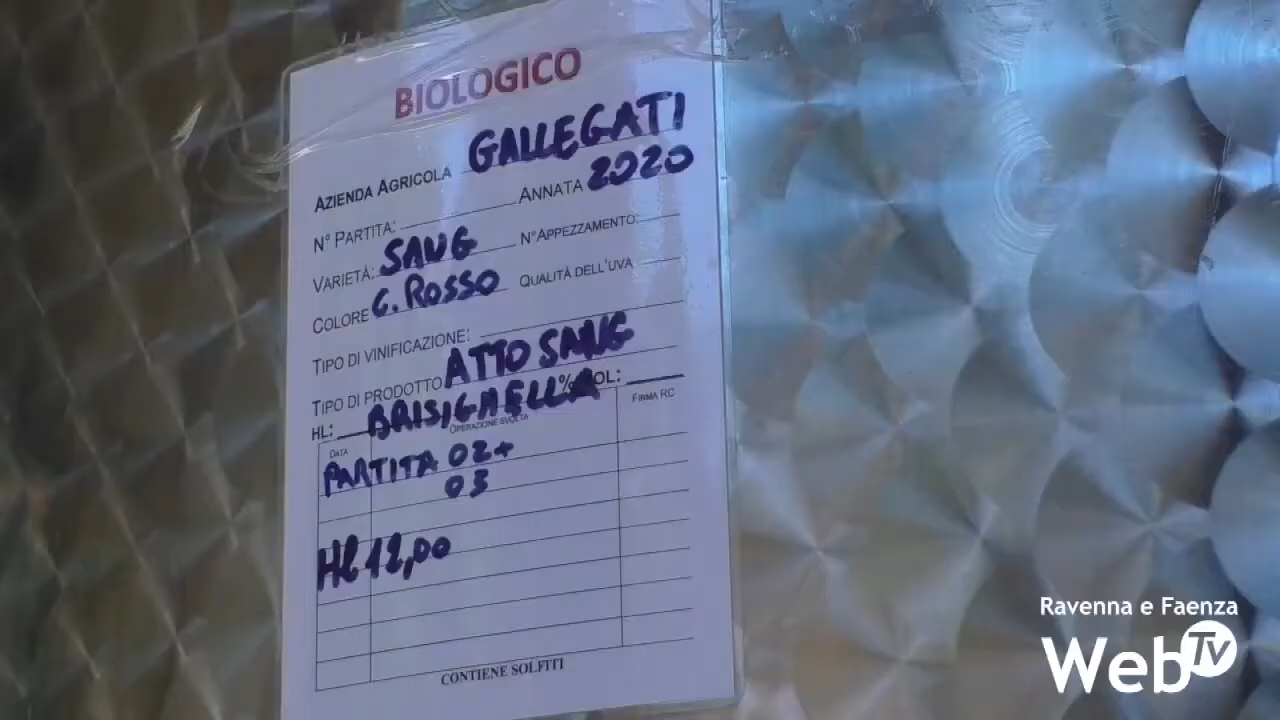 BIOLOGICO
AZIENDA AGRICOLA GALLEGATI
N° PARTITA: ANNATA 2020
VARIETÀ: SANG N° APPEZZAMENTO:
COLORE C. ROSSO QUALITÀ DELL'UVA
TIPO DI VINIFICAZIONE:
TIPO DI PRODOTTO ATTO SANG
HL: BRISIGHELLA % VOL:
DATA OPERAZIONE SVOLTA FIRMA RC
PARTITA 02+
03
Hl 12,00
CONTIENE SOLFITI
Ravenna e Faenza
Web TV